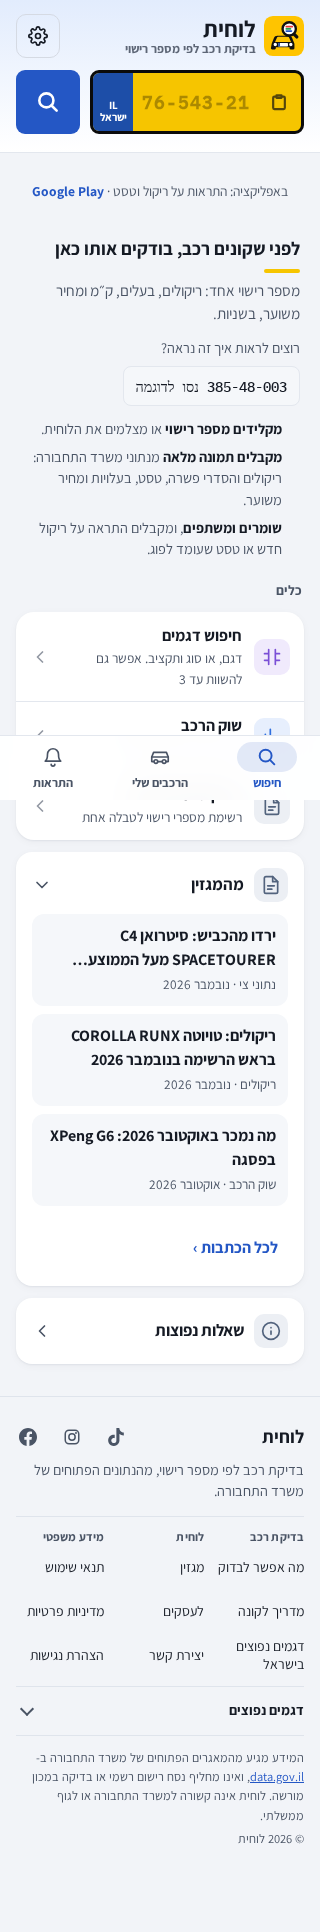 לוחית
בדיקת רכב לפי מספר רישוי
IL
ישראל
76-543-21
באפליקציה: התראות על ריקול וטסט · Google Play
לפני שקונים רכב, בודקים אותו כאן
מספר רישוי אחד: ריקולים, בעלים, ק״מ ומחיר
משוער, בשניות.
רוצים לראות איך זה נראה?
385-48-003 נסו לדוגמה
מקלידים מספר רישוי או מצלמים את הלוחית.
מקבלים תמונה מלאה מנתוני משרד התחבורה:
ריקולים והסדרי פשרה, טסט, בעלויות ומחיר
משוער.
שומרים ומשתפים, ומקבלים התראה על ריקול
חדש או טסט שעומד לפוג.
כלים
חיפוש דגמים
דגם, או סוג ותקציב. אפשר גם
להשוות עד 3
שוק הרכב
חיפוש
הרכבים שלי
התראות
רשימת מספרי רישוי לטבלה אחת
מהמגזין
ירדו מהכביש: סיטרואן C4
SPACETOURER מעל הממוצע...
נתוני צי · נובמבר 2026
ריקולים: טויוטה COROLLA RUNX
בראש הרשימה בנובמבר 2026
ריקולים · נובמבר 2026
מה נמכר באוקטובר 2026: XPeng G6
בפסגה
שוק הרכב · אוקטובר 2026
לכל הכתבות ›
שאלות נפוצות
לוחית
בדיקת רכב לפי מספר רישוי, מהנתונים הפתוחים של
משרד התחבורה.
בדיקת רכב
מה אפשר לבדוק
מדריך לקונה
דגמים נפוצים
בישראל
לוחית
מגזין
לעסקים
יצירת קשר
מידע משפטי
תנאי שימוש
מדיניות פרטיות
הצהרת נגישות
דגמים נפוצים
המידע מגיע מהמאגרים הפתוחים של משרד התחבורה ב-
data.gov.il, ואינו מחליף נסח רישום רשמי או בדיקה במכון
מורשה. לוחית אינה קשורה למשרד התחבורה או לגוף
ממשלתי.
© 2026 לוחית